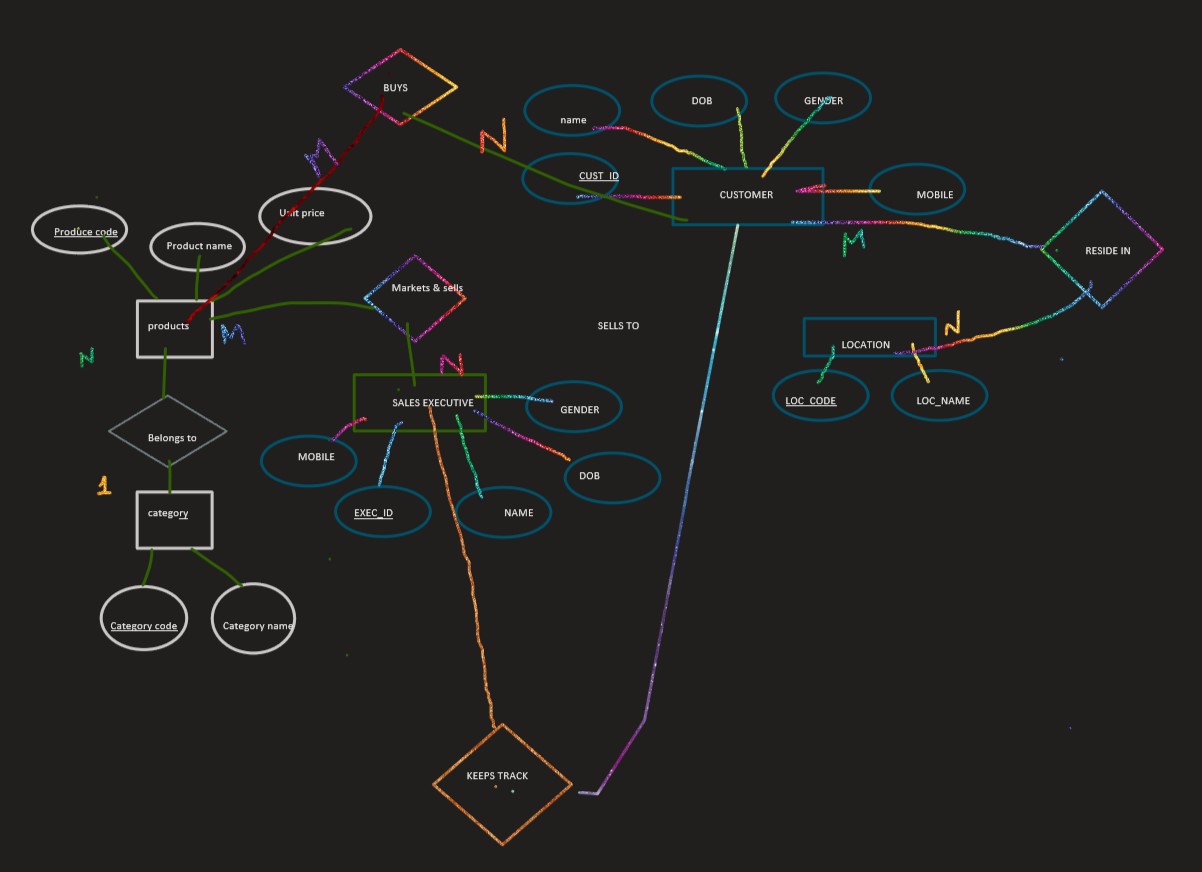 BUYS
M
N
name
DOB
GENDER
CUST_ID
CUSTOMER
MOBILE
M
RESIDE IN
Produce code
Product name
Unit price
Markets & sells
products
M
N
SELLS TO
N
LOCATION
LOC_CODE
LOC_NAME
N
SALES EXECUTIVE
GENDER
MOBILE
DOB
EXEC_ID
NAME
Belongs to
1
category
Category code
Category name
KEEPS TRACK